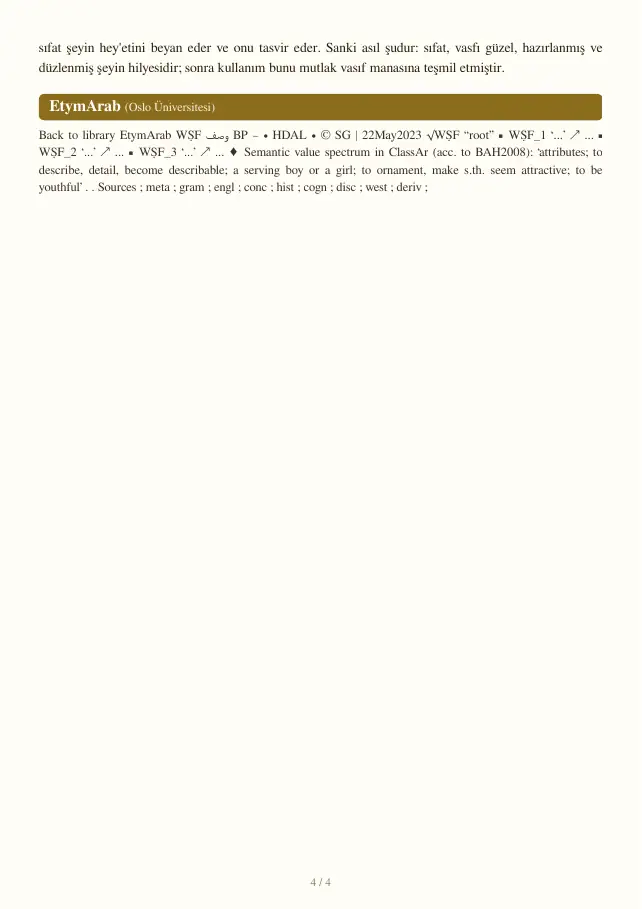 sıfat şeyin hey'etini beyan eder ve onu tasvir eder. Sanki asıl şudur: sıfat, vasfı güzel, hazırlanmış ve
düzlenmiş şeyin hilyesidir; sonra kullanım bunu mutlak vasıf manasına teşmil etmiştir.
EtymArab (Oslo Üniversitesi)
Back to library EtymArab WṢF وصف BP – • HDAL • © SG | 22May2023 √WṢF “root” ▪ WṢF_1 ‘...’ ↗ ... ▪
WṢF_2 ‘...’ ↗ ... ▪ WṢF_3 ‘...’ ↗ ... ♦ Semantic value spectrum in ClassAr (acc. to BAH2008): ‘attributes; to
describe, detail, become describable; a serving boy or a girl; to ornament, make s.th. seem attractive; to be
youthful’ . . Sources ; meta ; gram ; engl ; conc ; hist ; cogn ; disc ; west ; deriv ;
4 / 4